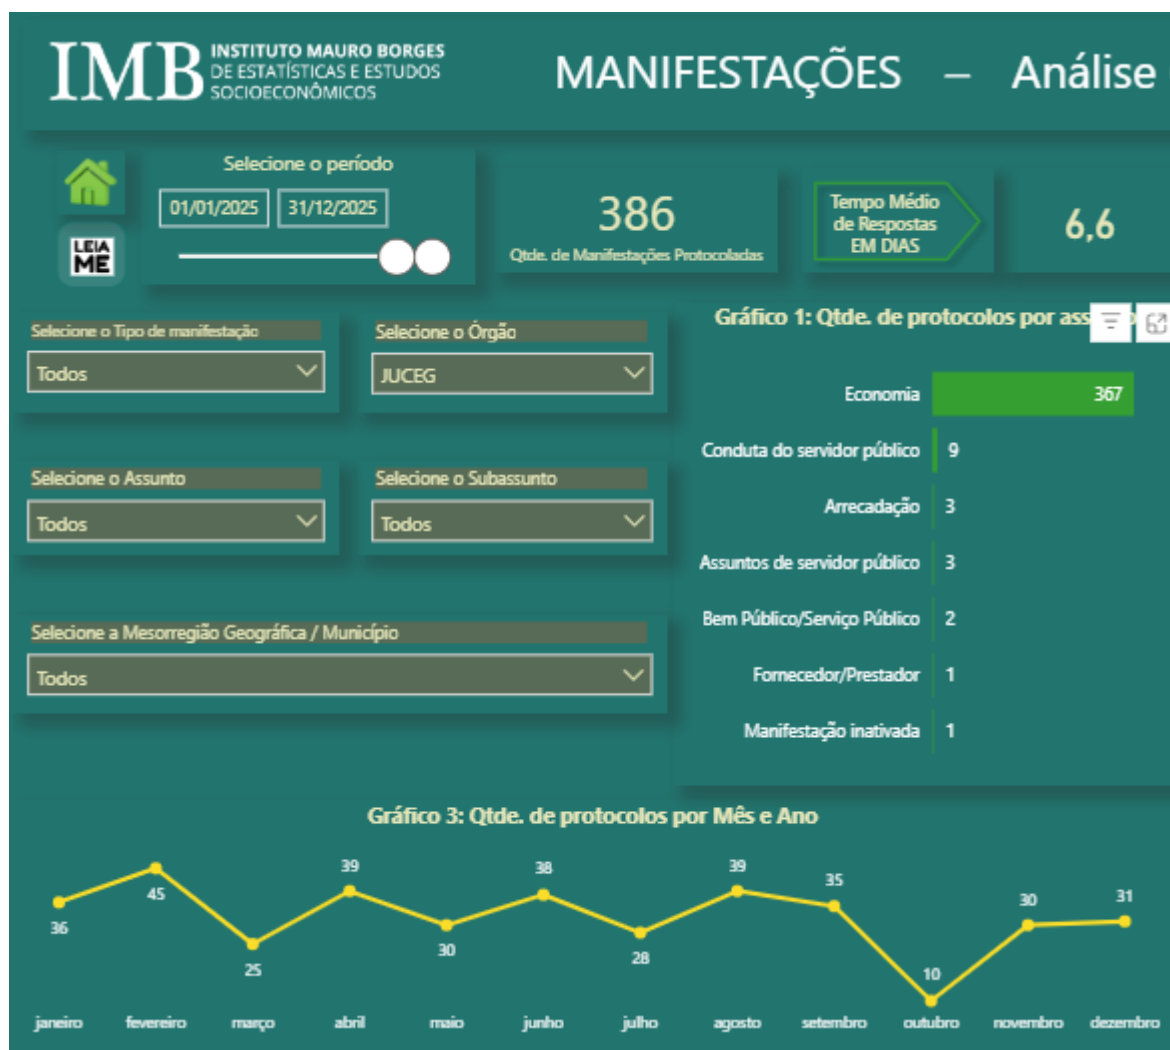 IMB
INSTITUTO MAURO BORGES
DE ESTATÍSTICAS E ESTUDOS
SOCIOECONÔMICOS
MANIFESTAÇÕES – Análise
Selecione o período
01/01/2025 31/12/2025
LEIA
ME
386
Qtde. de Manifestações Protocoladas
Tempo Médio
de Respostas
EM DIAS
6,6
Selecione o Tipo de manifestação
Todos
Selecione o Órgão
JUCEG
Selecione o Assunto
Todos
Selecione o Subassunto
Todos
Selecione a Mesorregião Geográfica / Município
Todos
Gráfico 1: Qtde. de protocolos por ass
Economia 367
Conduta do servidor público 9
Arrecadação 3
Assuntos de servidor público 3
Bem Público/Serviço Público 2
Fornecedor/Prestador 1
Manifestação inativada 1
Gráfico 3: Qtde. de protocolos por Mês e Ano
36 45 25 39 30 38 28 39 35 10 30 31
janeiro fevereiro março abril maio junho julho agosto setembro outubro novembro dezembro